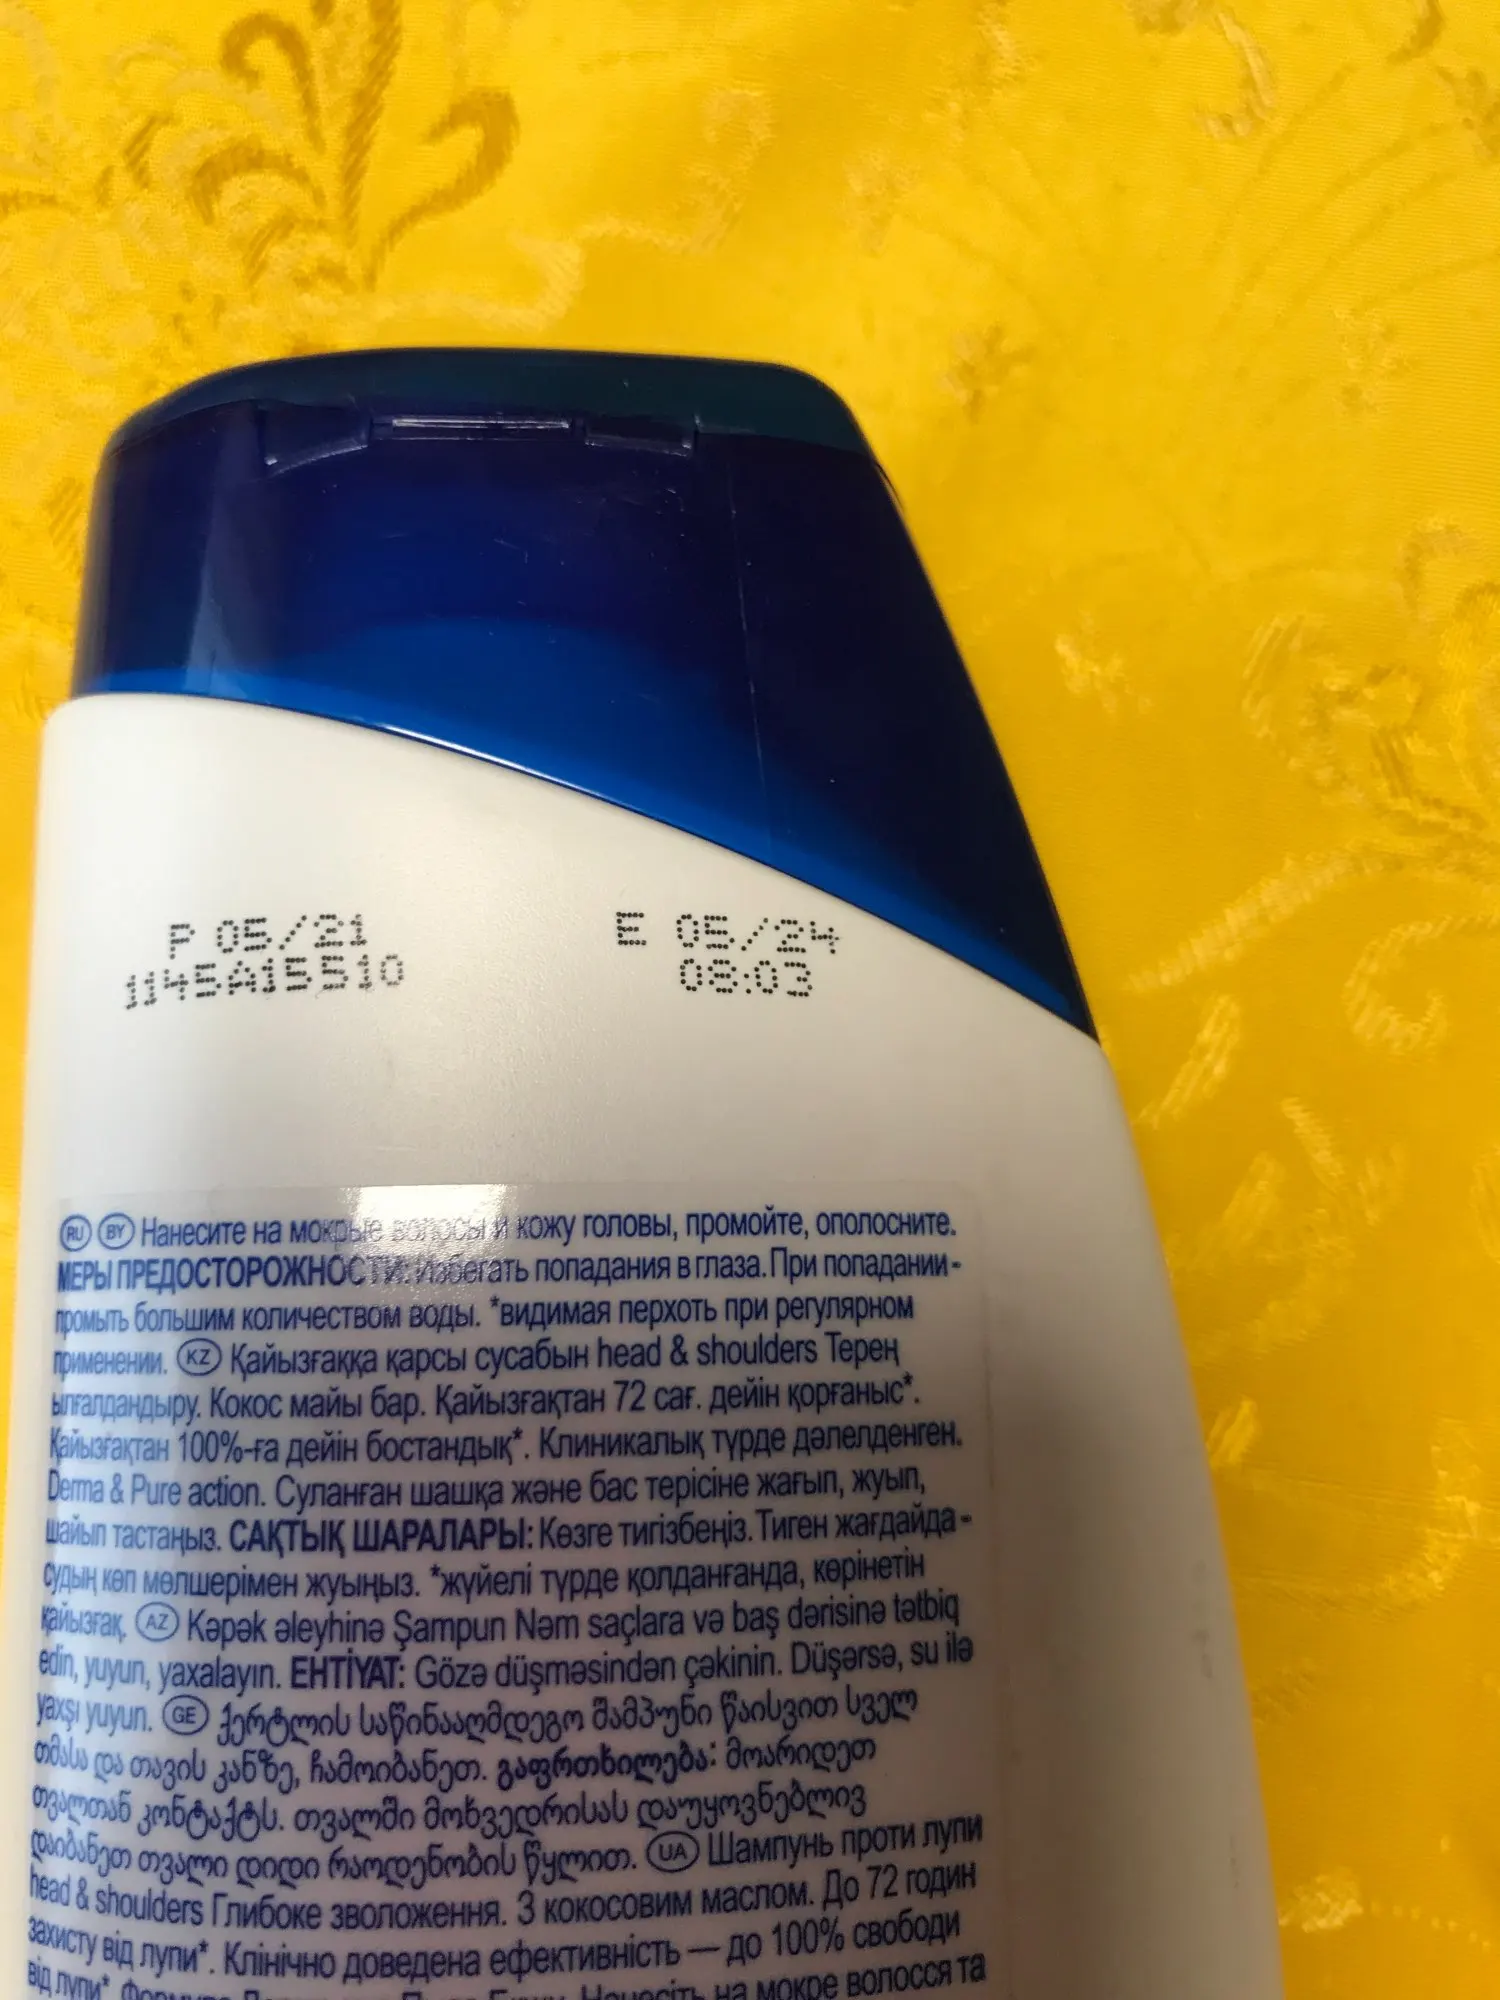 P 05/21
1145A15510
E 05/24
08:03
RU BY Нанесите на мокрые волосы и кожу головы, промойте, ополосните.
МЕРЫ ПРЕДОСТОРОЖНОСТИ: Избегать попадания в глаза. При попадании -
промыть большим количеством воды. *видимая перхоть при регулярном
применении. KZ Қайызғаққа қарсы сусабын head & shoulders Терең
ылғалдандыру. Кокос майы бар. Қайызғақтан 72 сағ. дейін қорғаныс*.
Қайызғақтан 100%-ға дейін бостандық*. Клиникалық түрде дәлелденген.
Derma & Pure action. Суланған шашқа және бас терісіне жағып, жуып,
шайып тастаңыз. САҚТЫҚ ШАРАЛАРЫ: Көзге тигізбеңіз. Тиген жағдайда -
судың көп мөлшерімен жуыңыз. *жүйелі түрде қолданғанда, көрінетін
қайызғақ. AZ Kəpək əleyhinə Şampun Nəm saçlara və baş dərisinə tətbiq
edin, yuyun, yaxalayın. EHTİYAT: Gözə düşməsindən çəkinin. Düşərsə, su ilə
yaxşı yuyun. GE ქერტლის საწინააღმდეგო შამპუნი წაისვით სველ
თმასა და თავის კანზე, ჩამოიბანეთ. გაფრთხილება: მოარიდეთ
თვალთან კონტაქტს. თვალში მოხვედრისას დაუყოვნებლივ
დაიბანეთ თვალი დიდი რაოდენობის წყლით. UA Шампунь проти лупи
head & shoulders Глибоке зволоження. З кокосовим маслом. До 72 годин
захисту від лупи*. Клінічно доведена ефективність — до 100% свободи
від лупи* Нанесіть на мокре волосся та